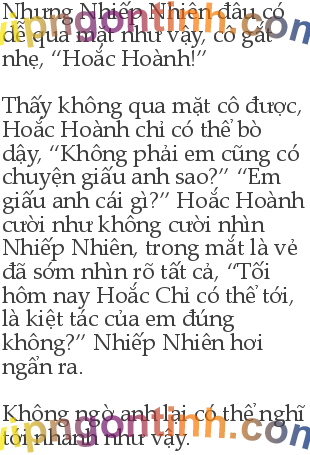 Nhưng Nhiếp Nhiên đâu có
dễ qua mặt như vậy, cô gắt
nhẹ, “Hoắc Hoành!”
Thấy không qua mặt cô được,
Hoắc Hoành chỉ có thể bò
dậy, “Không phải em cũng có
chuyện giấu anh sao?” “Em
giấu anh cái gì?” Hoắc Hoành
cười như không cười nhìn
Nhiếp Nhiên, trong mắt là vẻ
đã sớm nhìn rõ tất cả, “Tối
hôm nay Hoắc Chỉ có thể tới,
là kiệt tác của em đúng
không?” Nhiếp Nhiên hơi
ngẩn ra.
Không ngờ anh lại có thể nghĩ
tới nhanh như vậy.
vipngontinh.com
vipngontinh.com